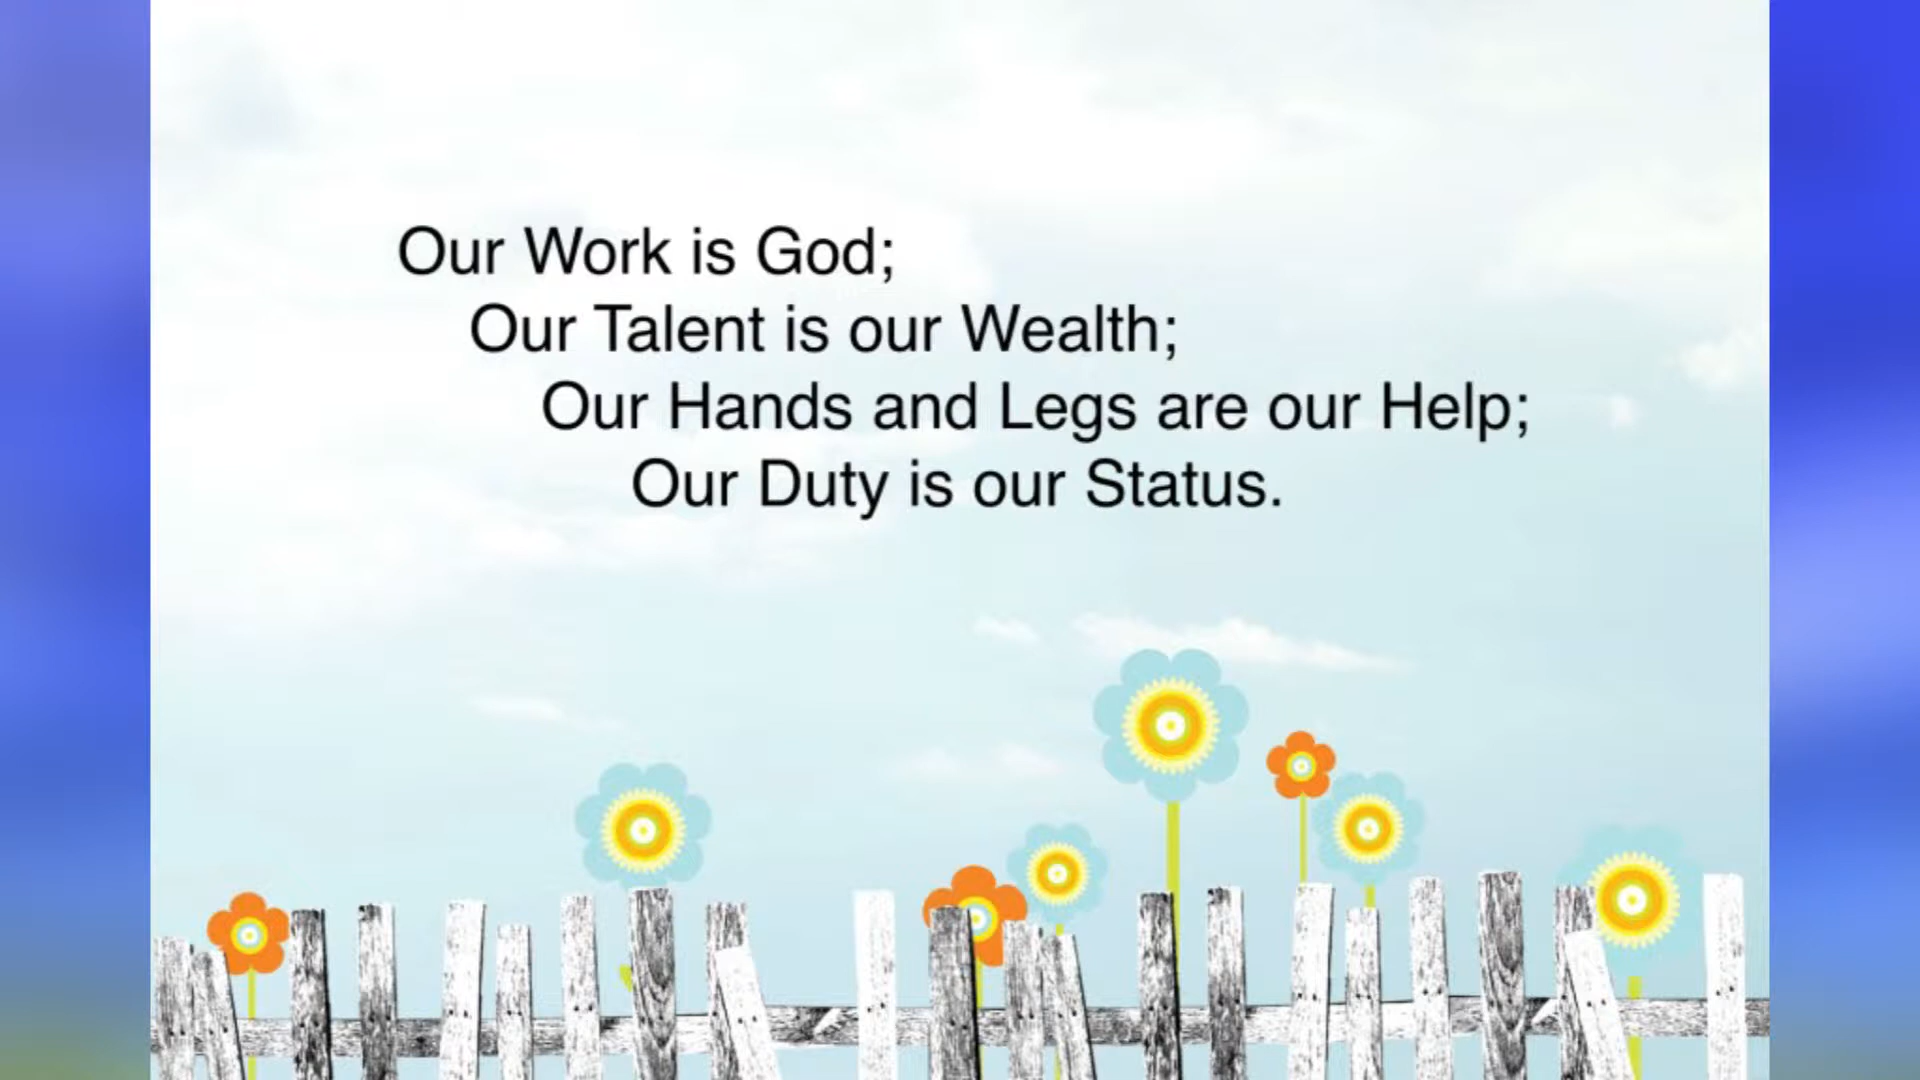 Our Work is God;
Our Talent is our Wealth;
Our Hands and Legs are our Help;
Our Duty is our Status.